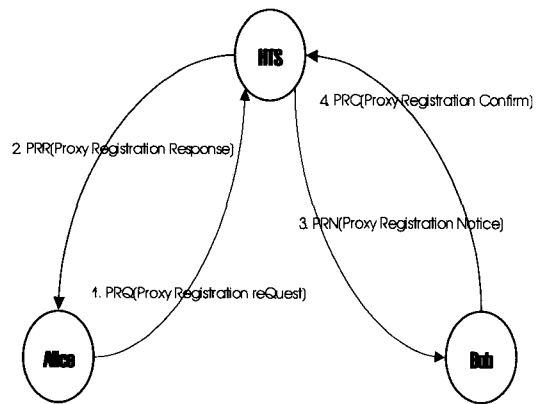 HTS
4. PRC(Proxy Registration Confirm)
2. PRR(Proxy Registration Response)
3. PRN(Proxy Registration Notice)
1. PRQ(Proxy Registration reQuest)
Alice
Bob